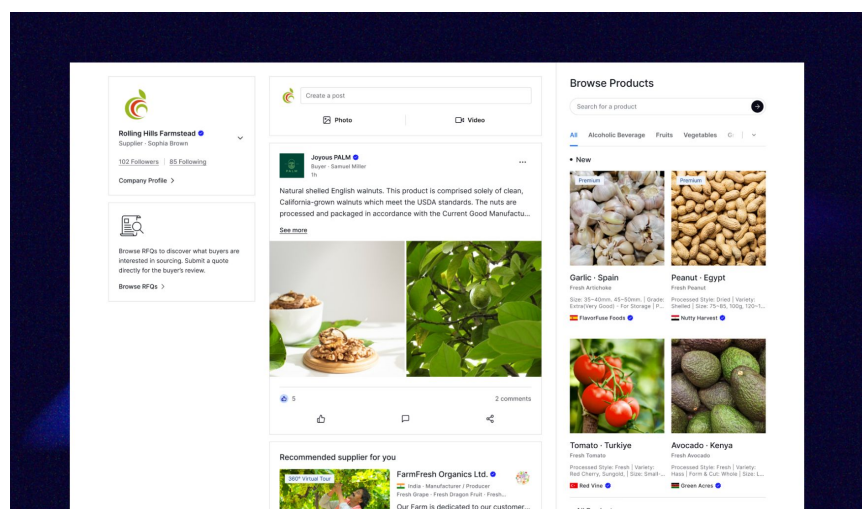 Rolling Hills Farmstead
Supplier · Sophia Brown
102 Followers
85 Following
Company Profile
Browse RFQs to discover what buyers are
interested in sourcing. Submit a quote
directly for the buyer's review.
Browse RFQs
Create a post
Photo
Video
PALM
Joyous PALM
Buyer · Samuel Miller
1h
Natural shelled English walnuts. This product is comprised solely of clean,
California-grown walnuts which meet the USDA standards. The nuts are
processed and packaged in accordance with the Current Good Manufactu...
See more
5
2 comments
Recommended supplier for you
360° Virtual Tour
FarmFresh Organics Ltd.
India · Manufacturer / Producer
Fresh Grape · Fresh Dragon Fruit · Fresh...
Our Farm is dedicated to our customer...
Browse Products
Search for a product
All
Alcoholic Beverage
Fruits
Vegetables
• New
Premium
Garlic · Spain
Fresh Artichoke
Size: 35~40mm, 45~50mm, | Grade:
Extra(Very Good) - For Storage | P...
FlavorFuse Foods
Premium
Peanut · Egypt
Fresh Peanut
Processed Style: Dried | Variety:
Shelled | Size: 75~85, 100g, 120~1...
Nutty Harvest
Tomato · Turkiye
Fresh Tomato
Processed Style: Fresh | Variety:
Red Cherry, Sungold, | Size: Small-...
Red Vine
Avocado · Kenya
Fresh Avocado
Processed Style: Fresh | Variety:
Hass | Form & Cut: Whole | Size: L...
Green Acres